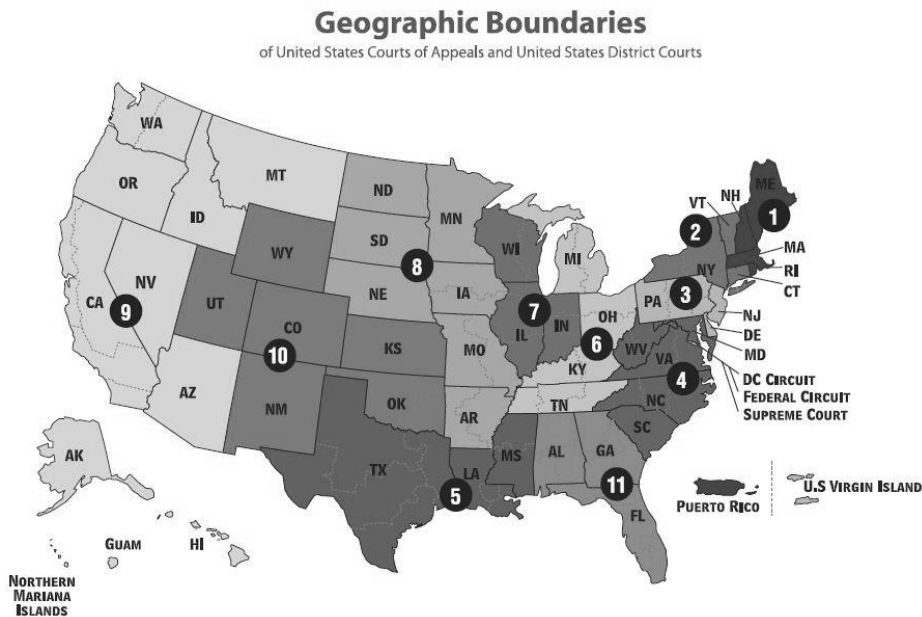 Geographic Boundaries
of United States Courts of Appeals and United States District Courts
WA
MT
ND
MN
OR
ID
SD
WI
MI
VT
NH
ME
1
2
MA
WY
8
NY
RI
CT
NV
NE
IA
PA
3
CA
9
UT
CO
7
IL
IN
OH
NJ
DE
MD
10
KS
MO
6
WV
VA
KY
4
DC CIRCUIT
FEDERAL CIRCUIT
SUPREME COURT
AZ
NM
OK
AR
TN
NC
SC
AK
TX
MS
AL
GA
LA
5
11
FL
PUERTO RICO
U.S VIRGIN ISLAND
GUAM
HI
NORTHERN
MARIANA
ISLANDS